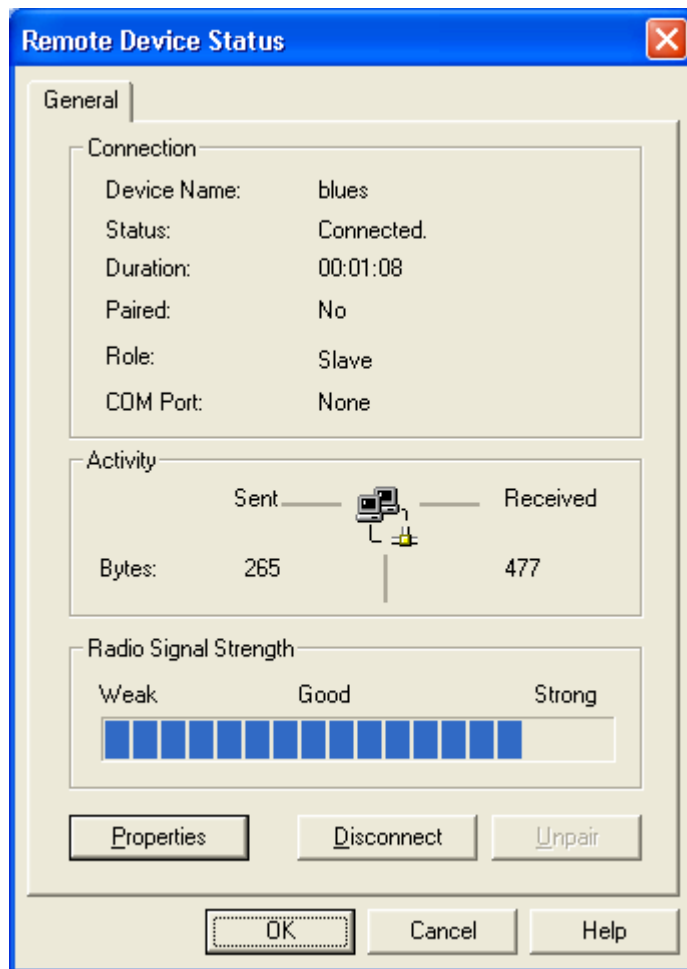 Remote Device Status
General
Connection
Device Name: blues
Status: Connected.
Duration: 00:01:08
Paired: No
Role: Slave
COM Port: None
Activity
Sent Received
Bytes: 265 477
Radio Signal Strength
Weak Good Strong
Properties Disconnect Unpair
OK Cancel Help